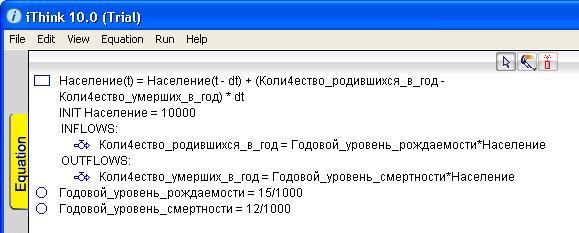 iThink 10.0 (Trial)
File Edit View Equation Run Help
Население(t) = Население(t - dt) + (Коли4ество_родившихся_в_год -
Коли4ество_умерших_в_год) * dt
INIT Население = 10000
INFLOWS:
Коли4ество_родившихся_в_год = Годовой_уровень_рождаемости*Население
OUTFLOWS:
Коли4ество_умерших_в_год = Годовой_уровень_смертности*Население
Годовой_уровень_рождаемости = 15/1000
Годовой_уровень_смертности = 12/1000
Equation